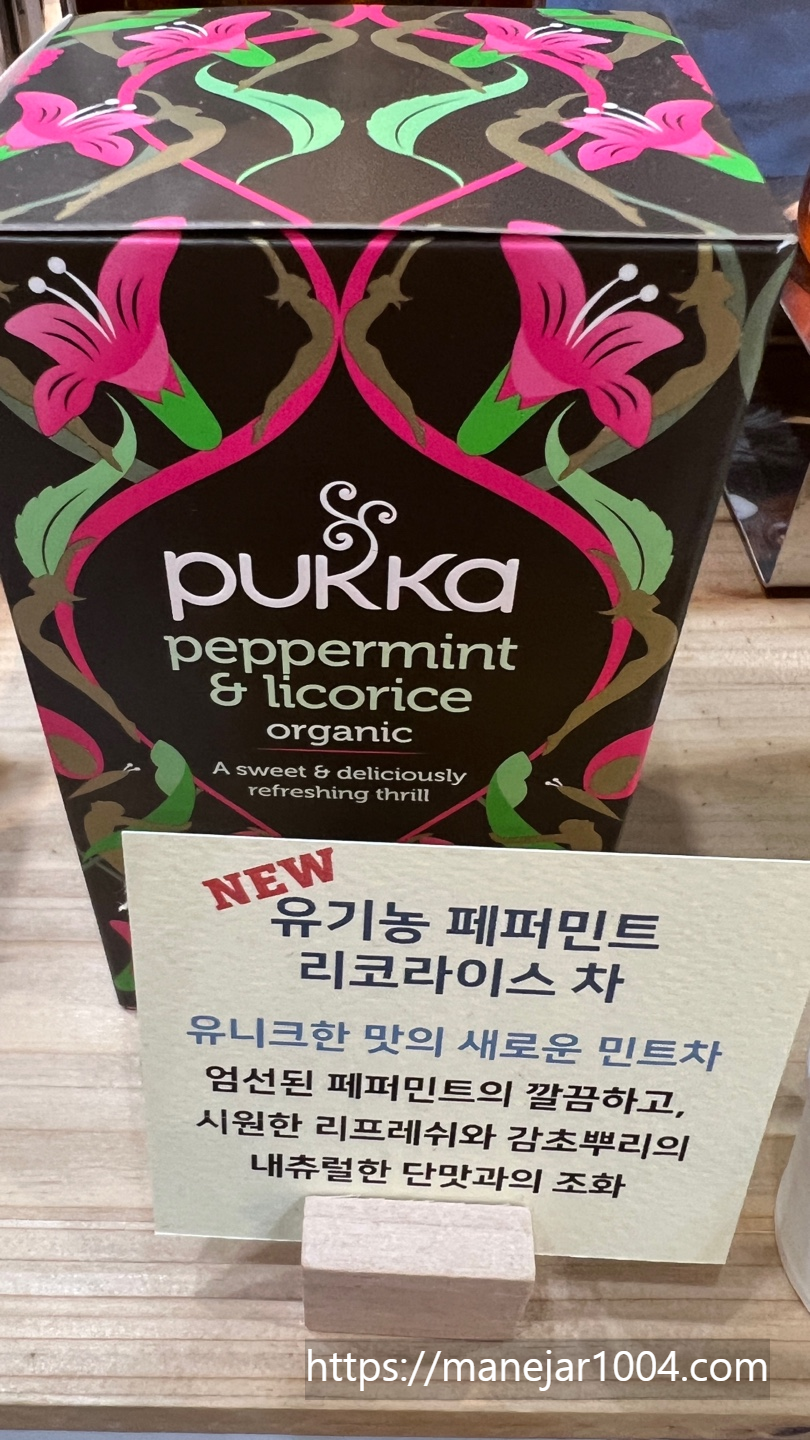 pukka
peppermint
& licorice
organic
A sweet & deliciously
refreshing thrill
NEW
유기농 페퍼민트
리코라이스 차
유니크한 맛의 새로운 민트차
엄선된 페퍼민트의 깔끔하고,
시원한 리프레쉬와 감초뿌리의
내츄럴한 단맛과의 조화
https://manejar1004.com